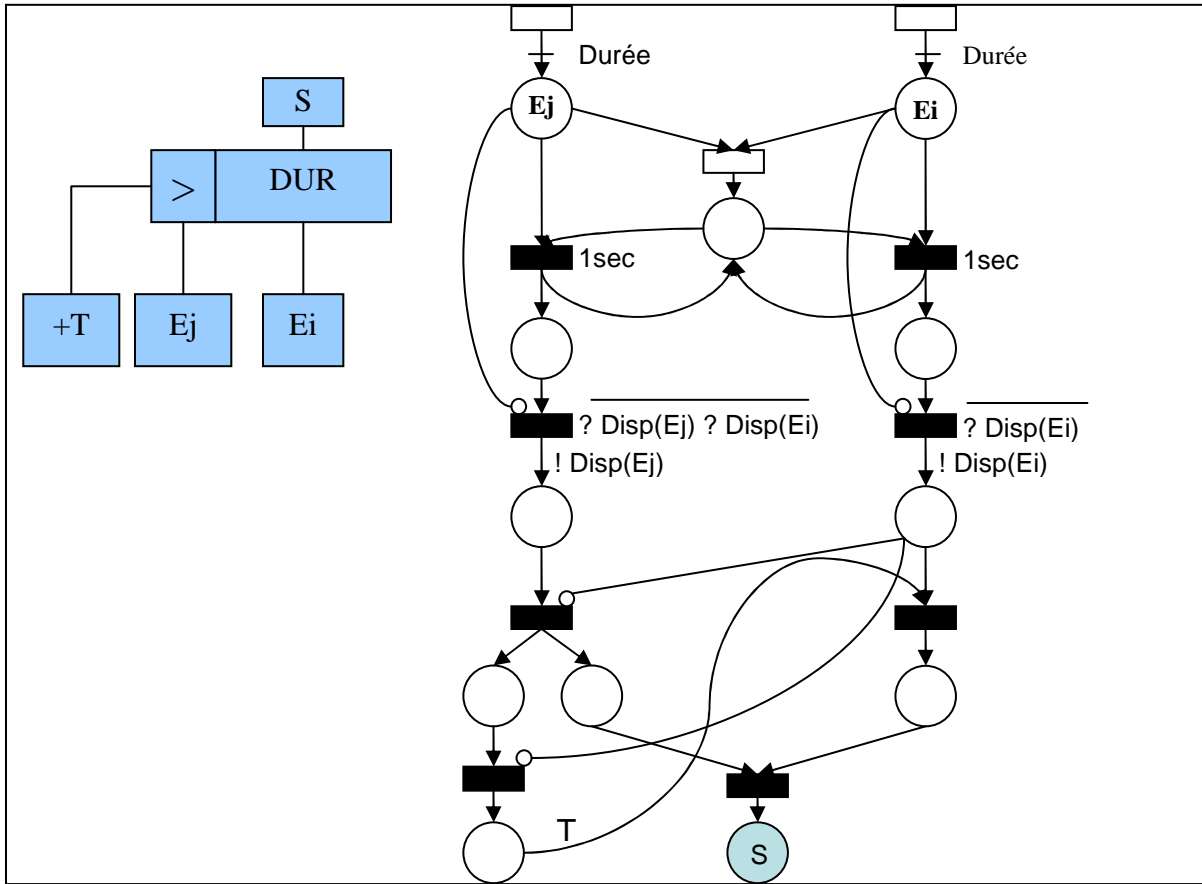 Durée
Durée
S
Ej
Ei
> DUR
1sec
1sec
+T
Ej
Ei
? Disp(Ej) ? Disp(Ei)
? Disp(Ei)
! Disp(Ej)
! Disp(Ei)
T
S